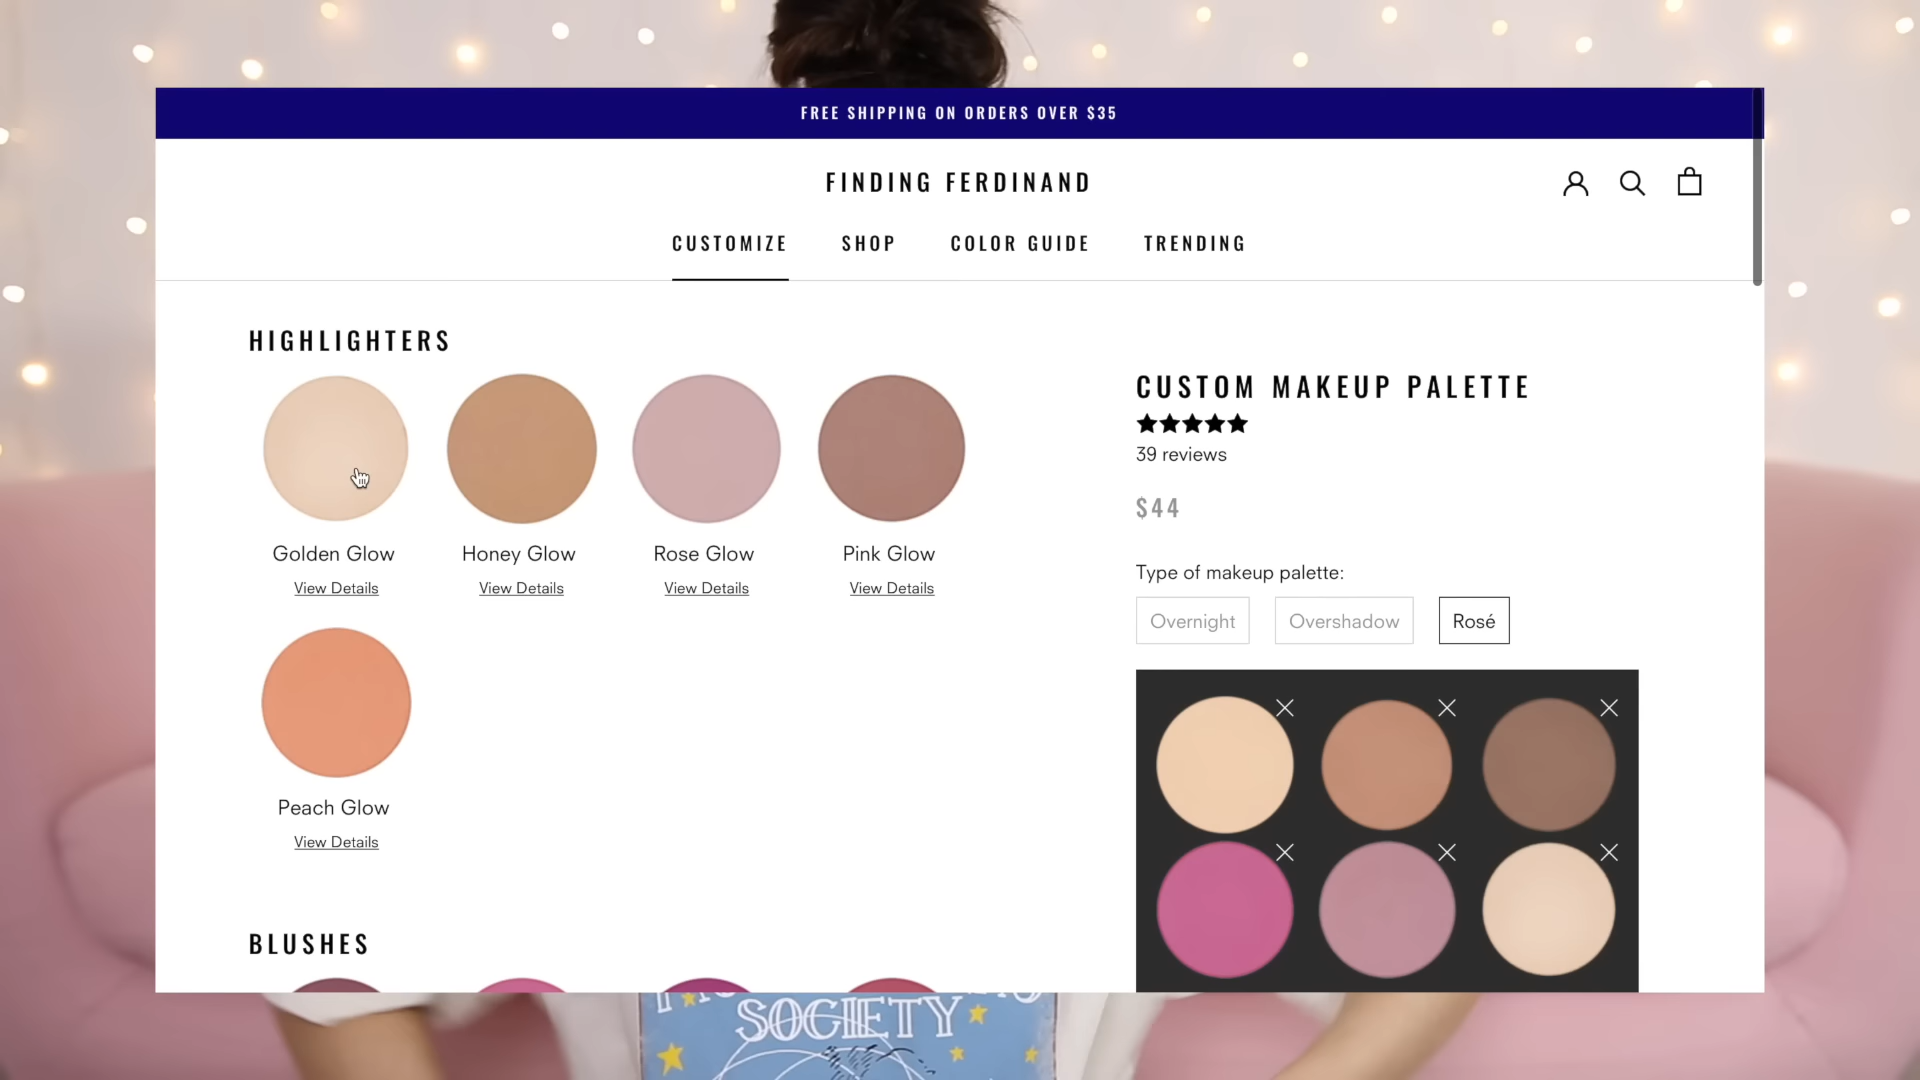 FREE SHIPPING ON ORDERS OVER $35
FINDING FERDINAND
CUSTOMIZE SHOP COLOR GUIDE TRENDING
HIGHLIGHTERS
Golden Glow Honey Glow Rose Glow Pink Glow
View Details View Details View Details View Details
Peach Glow
View Details
BLUSHES
CUSTOM MAKEUP PALETTE
39 reviews
$44
Type of makeup palette:
Overnight Overshadow Rosé
SOCIETY